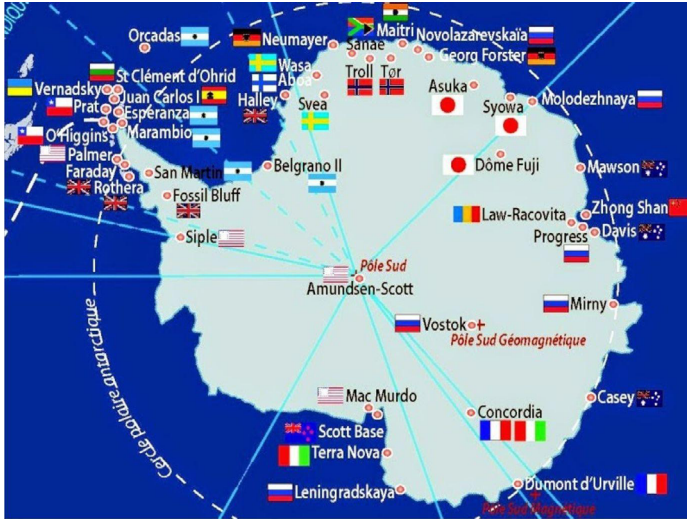 DIQUE
Orcadas
Neumayer
Sanae
Maitri
Novolazarevskaïa
Georg Forster
Wasa
Aboa
Halley
Svea
Troll
Tør
Asuka
Syowa
Molodezhnaya
St Clément d'Ohrid
Vernadsky
Juan Carlos I
Prat
Esperanza
O'Higgins
Marambio
Palmer
Faraday
Rothera
San Martin
Belgrano II
Fossil Bluff
Siple
Dôme Fuji
Mawson
Law-Racovita
Zhong Shan
Progress
Davis
Pôle Sud
Amundsen-Scott
Mirny
Vostok
Pôle Sud Géomagnétique
Cercle polaire antarctique
Mac Murdo
Scott Base
Terra Nova
Leningradskaya
Concordia
Casey
Dumont d'Urville
Pôle Sud Magnétique